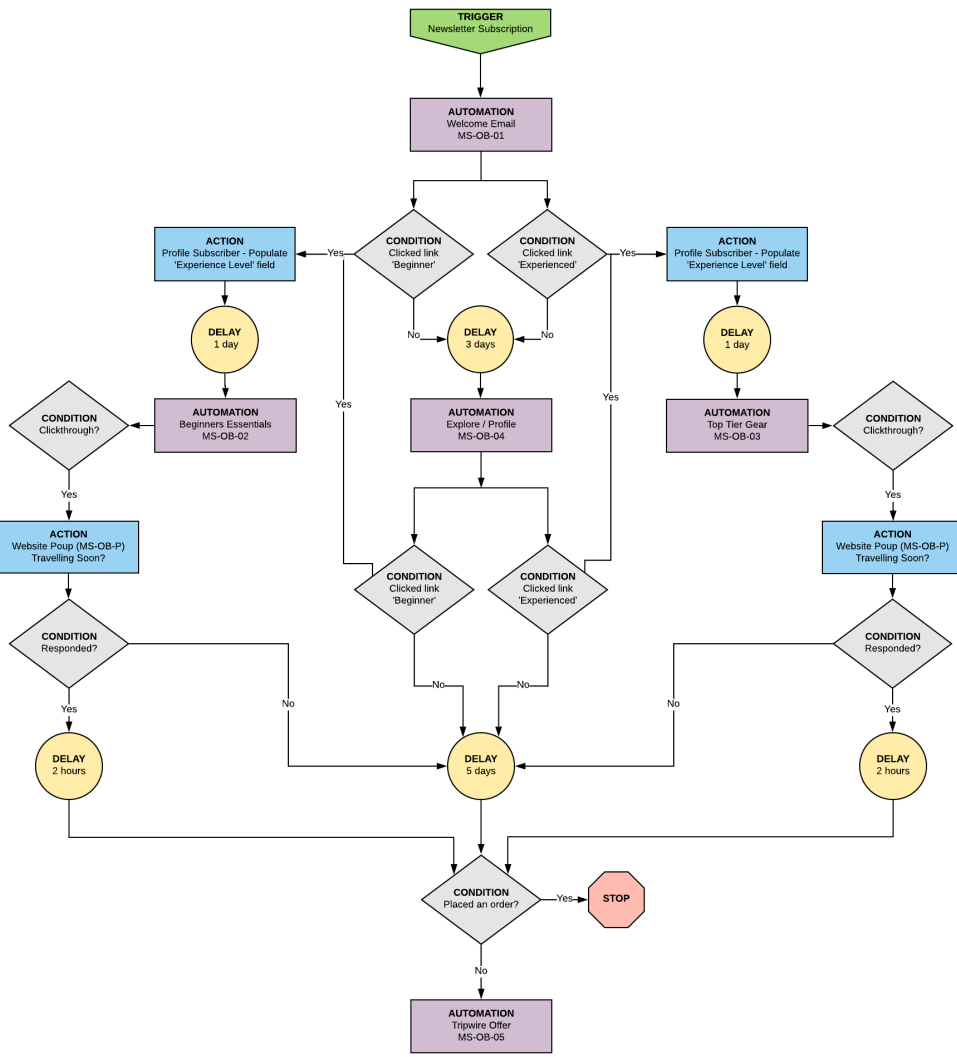 TRIGGER
Newsletter Subscription
AUTOMATION
Welcome Email
MS-OB-01
CONDITION
Clicked link
'Beginner'
CONDITION
Clicked link
'Experienced'
ACTION
Profile Subscriber - Populate
'Experience Level' field
Yes
Yes
ACTION
Profile Subscriber - Populate
'Experience Level' field
DELAY
1 day
No
DELAY
3 days
No
DELAY
1 day
CONDITION
Clickthrough?
AUTOMATION
Beginners Essentials
MS-OB-02
Yes
AUTOMATION
Explore / Profile
MS-OB-04
Yes
AUTOMATION
Top Tier Gear
MS-OB-03
CONDITION
Clickthrough?
Yes
Yes
ACTION
Website Poup (MS-OB-P)
Travelling Soon?
ACTION
Website Poup (MS-OB-P)
Travelling Soon?
CONDITION
Clicked link
'Beginner'
CONDITION
Clicked link
'Experienced'
CONDITION
Responded?
CONDITION
Responded?
No
No
No
No
Yes
Yes
DELAY
2 hours
DELAY
5 days
DELAY
2 hours
CONDITION
Placed an order?
Yes
STOP
No
AUTOMATION
Tripwire Offer
MS-OB-05